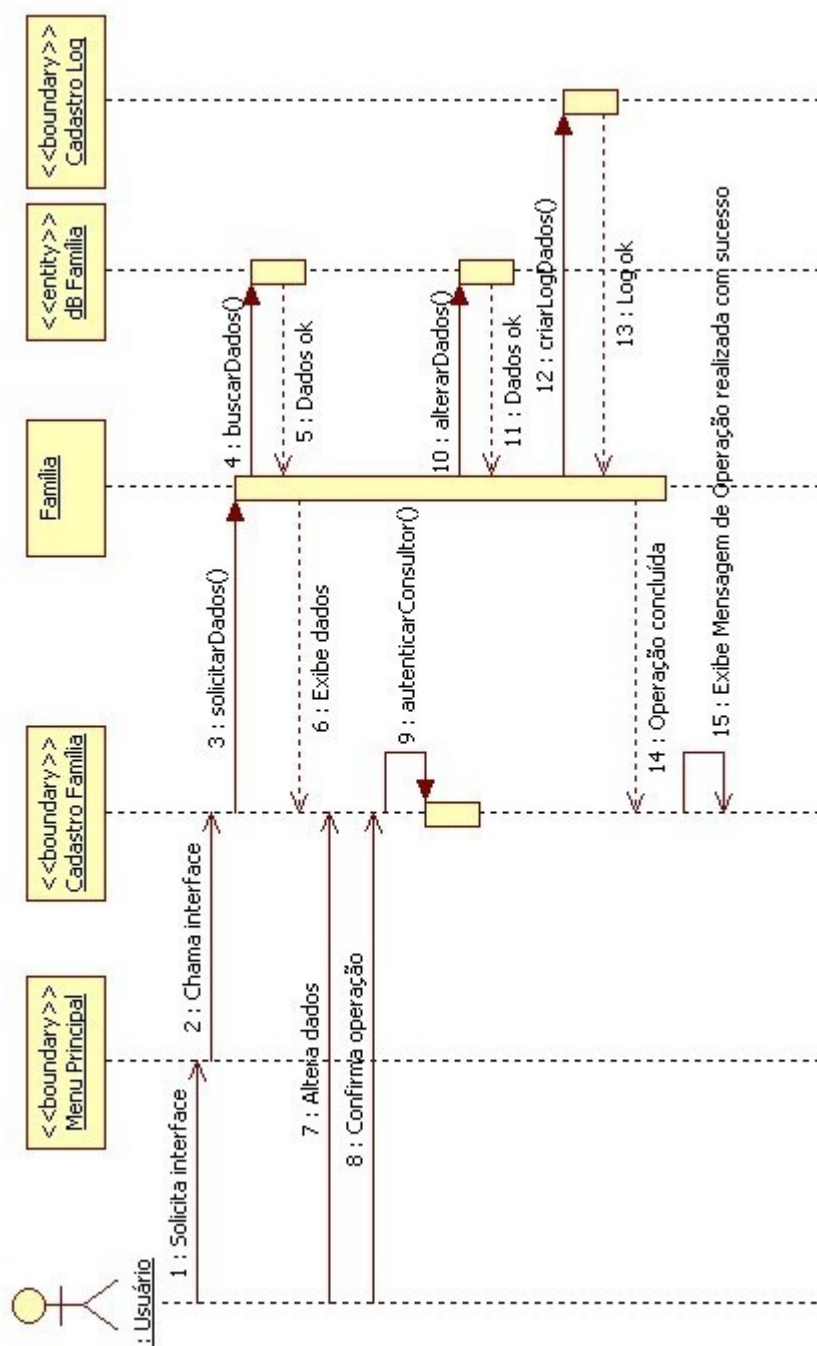 : Usuário
<<boundary>>
Menu Principal
<<boundary>>
Cadastro Família
Família
<<entity>>
dB Família
<<boundary>>
Cadastro Log
1 : Solicita interface
2 : Chama interface
3 : solicitarDados()
4 : buscarDados()
5 : Dados ok
6 : Exibe dados
7 : Altera dados
8 : Confirma operação
9 : autenticarConsultor()
10 : alterarDados()
11 : Dados ok
12 : criarLogDados()
13 : Log ok
14 : Operação concluída
15 : Exibe Mensagem de Operação realizada com sucesso